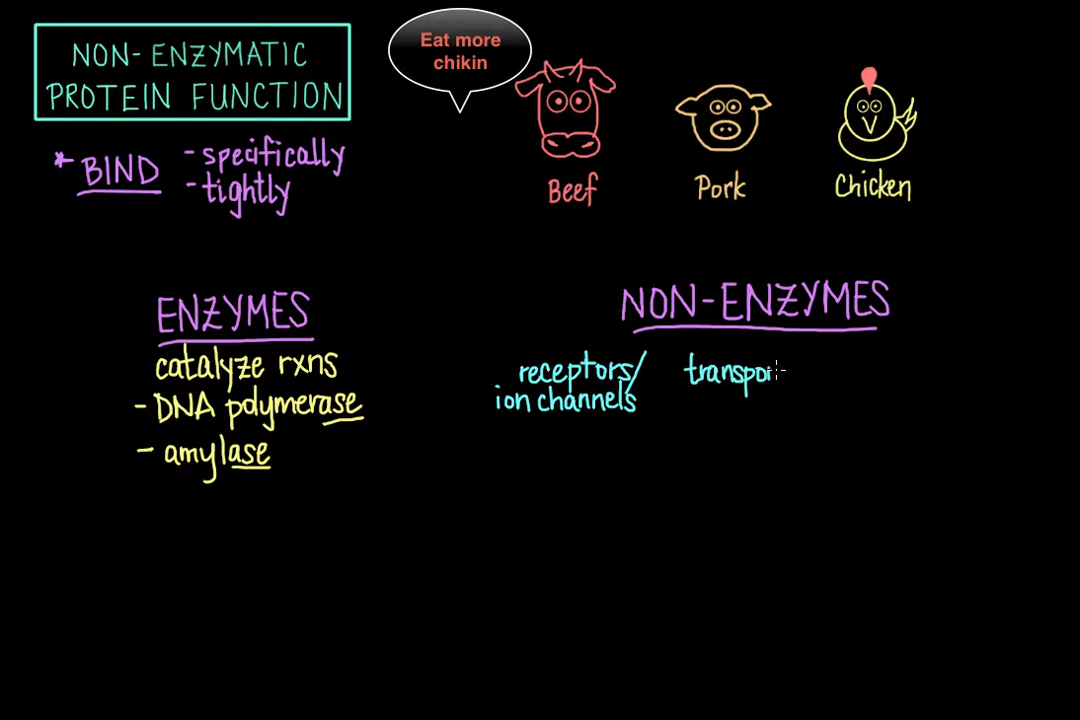 NON-ENZYMATIC
PROTEIN FUNCTION
* BIND - specifically
- tightly
Eat more
chikin
Beef
Pork
Chicken
ENZYMES
catalyze rxns
- DNA polymerase
- amylase
NON-ENZYMES
receptors/
ion channels
transpor